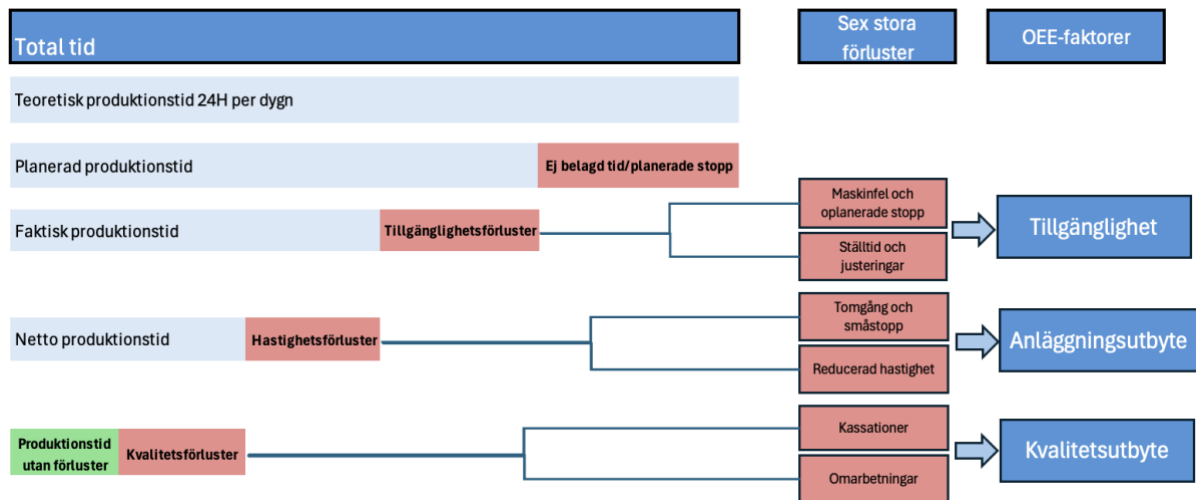 Total tid
Sex stora
förluster
OEE-faktorer
Teoretisk produktionstid 24H per dygn
Planerad produktionstid
Ej belagd tid/planerade stopp
Faktisk produktionstid
Tillgänglighetsförluster
Maskinfel och
oplanerade stopp
Ställtid och
justeringar
Tillgänglighet
Netto produktionstid
Hastighetsförluster
Tomgång och
småstopp
Reducerad hastighet
Anläggningsutbyte
Produktionstid
utan förluster
Kvalitetsförluster
Kassationer
Omarbetningar
Kvalitetsutbyte